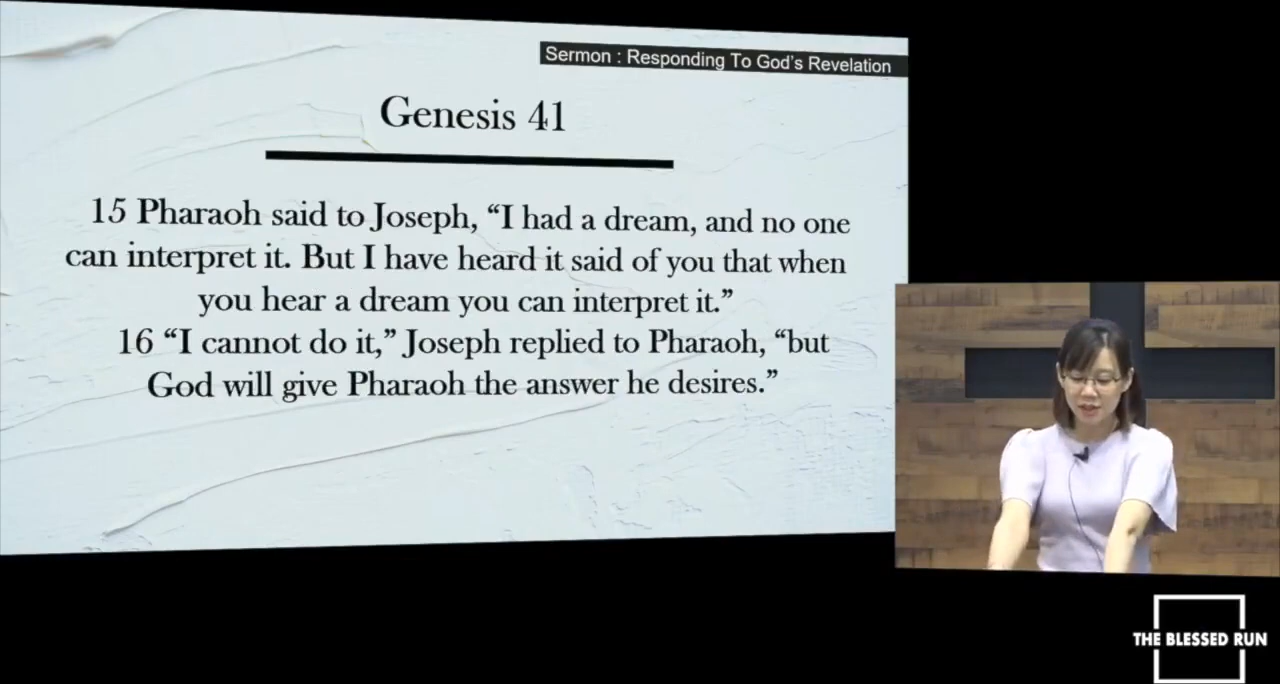 Sermon : Responding To God's Revelation
Genesis 41
15 Pharaoh said to Joseph, “I had a dream, and no one
can interpret it. But I have heard it said of you that when
you hear a dream you can interpret it.”
16 “I cannot do it,” Joseph replied to Pharaoh, “but
God will give Pharaoh the answer he desires.”
THE BLESSED RUN